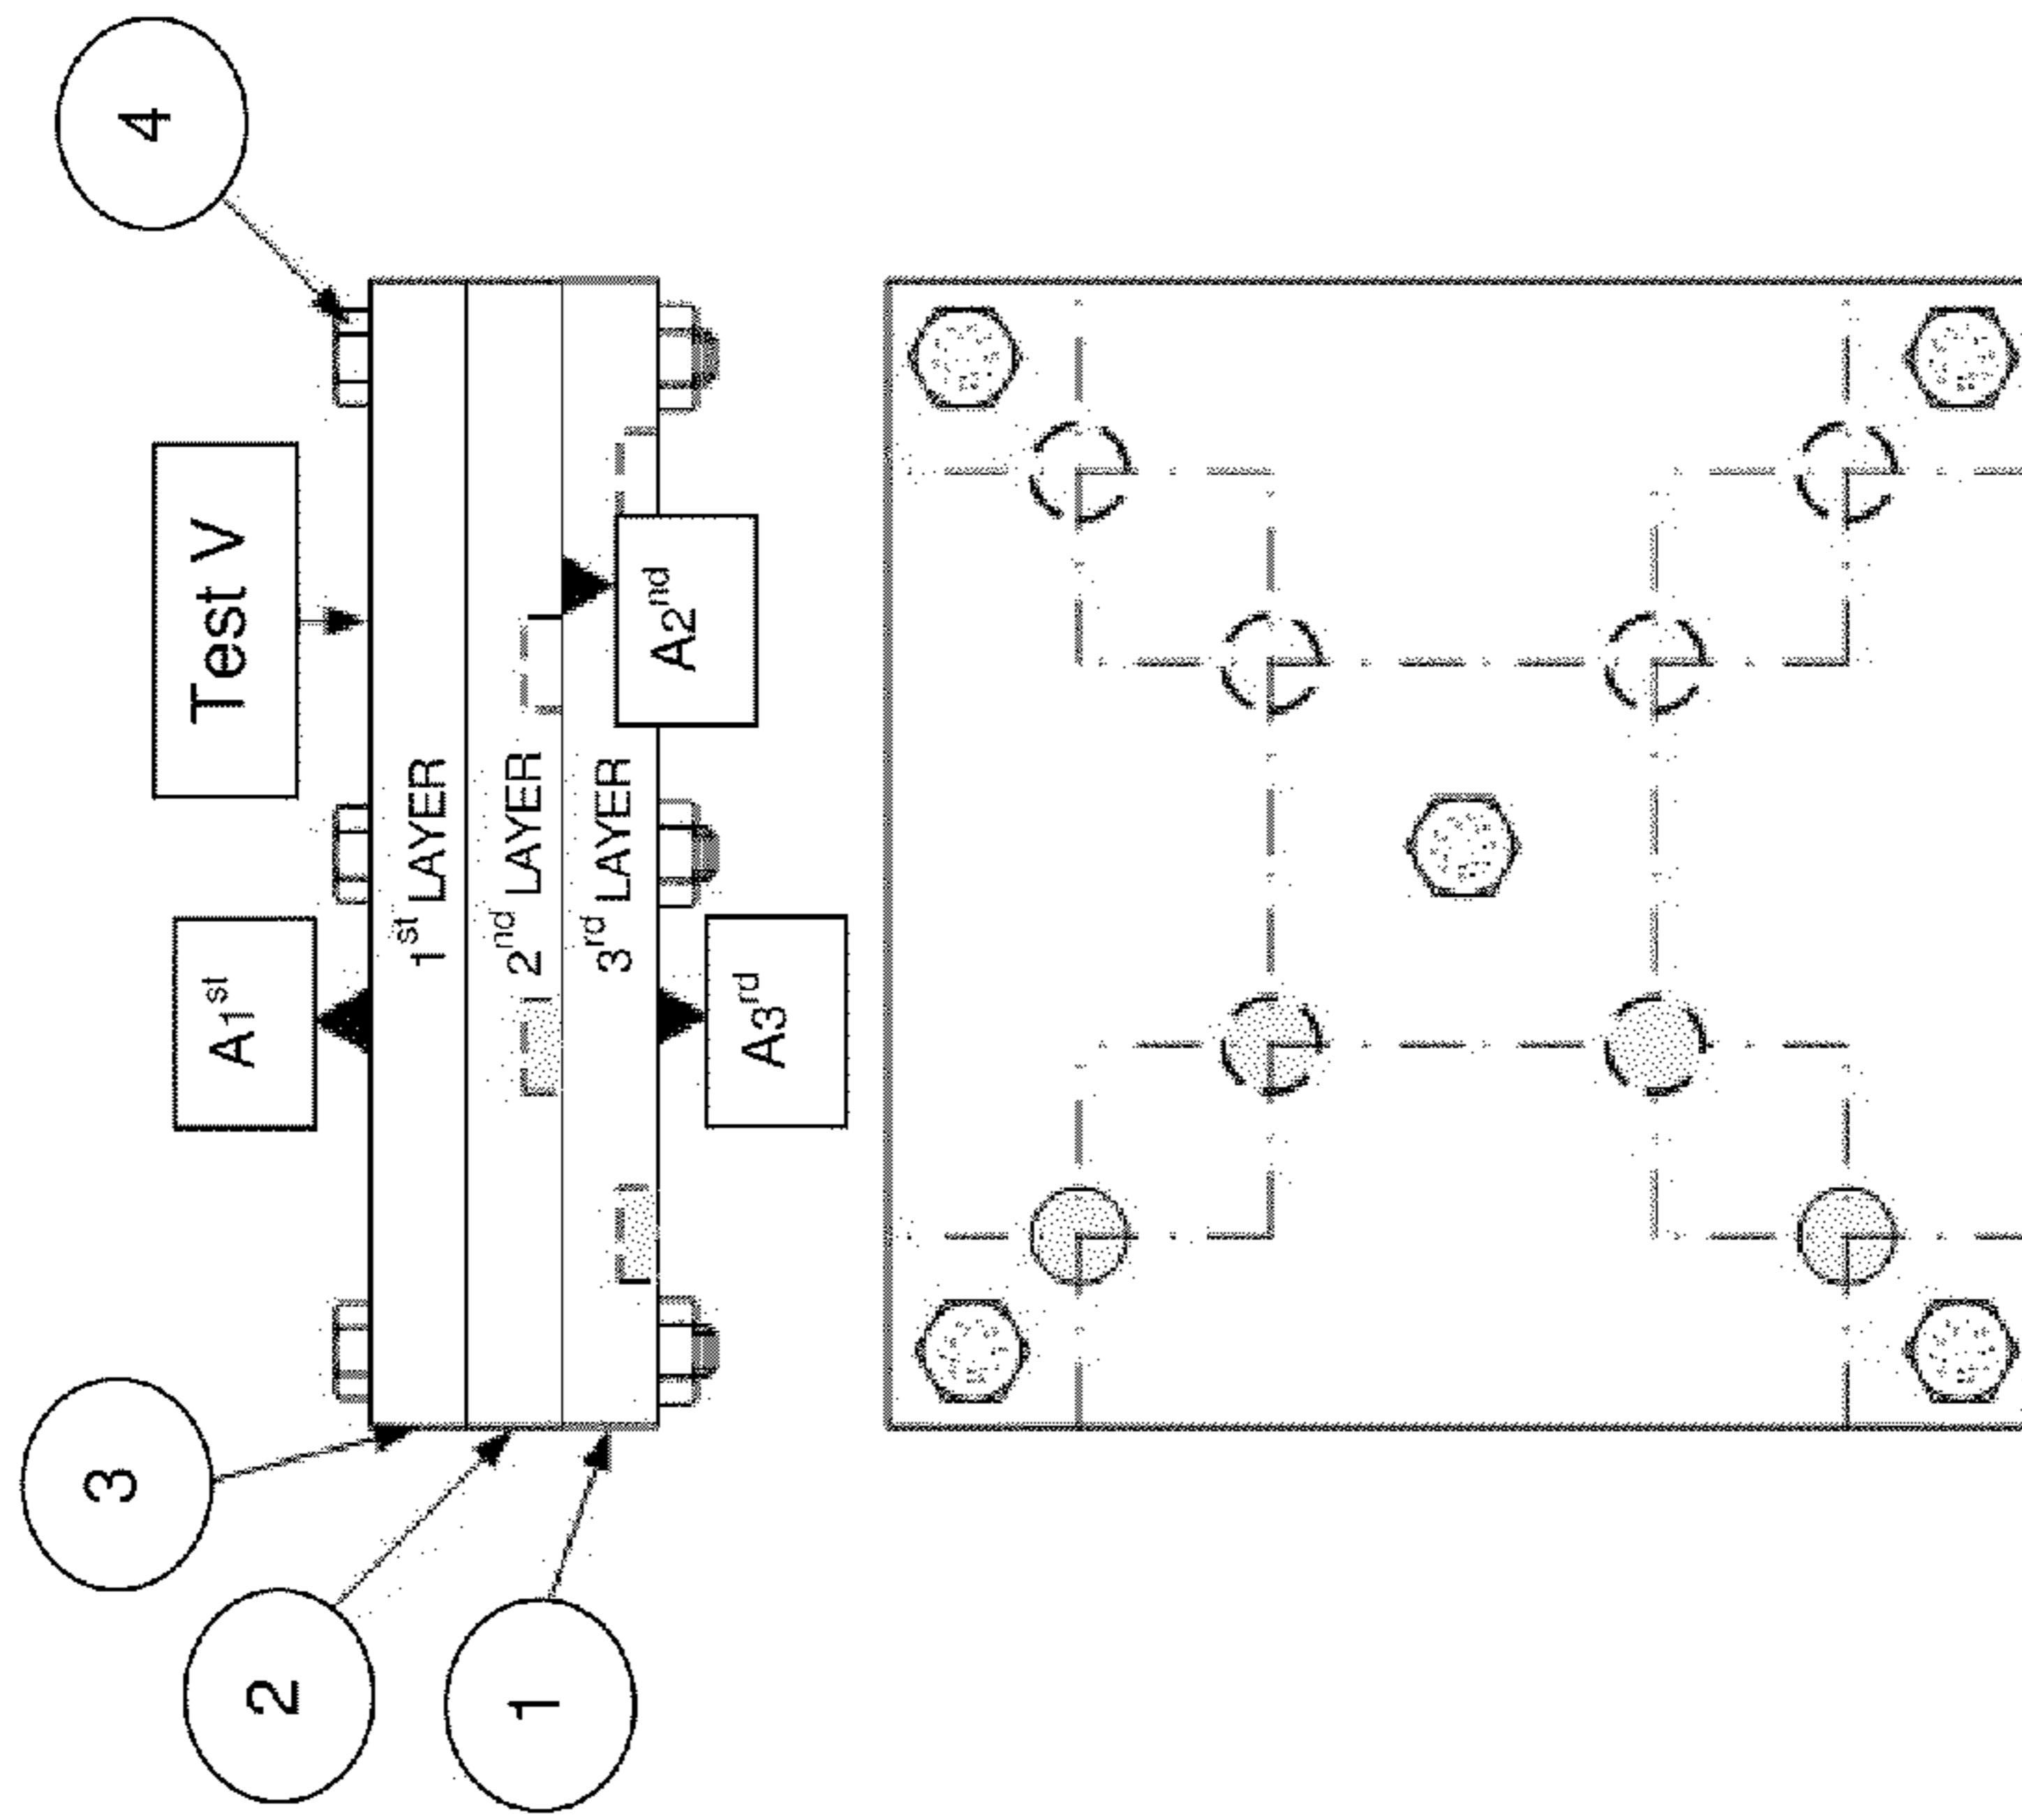 4
Test V
A1st
1st LAYER
2nd LAYER
3rd LAYER
A2nd
A3rd
3
2
1